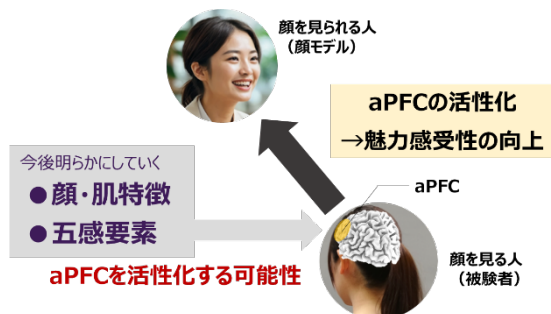 顔を見られる人
（顔モデル）
aPFCの活性化
→魅力感受性の向上
今後明らかにしていく
●顔･肌特徴
●五感要素
aPFC
aPFCを活性化する可能性
顔を見る人
（被験者）